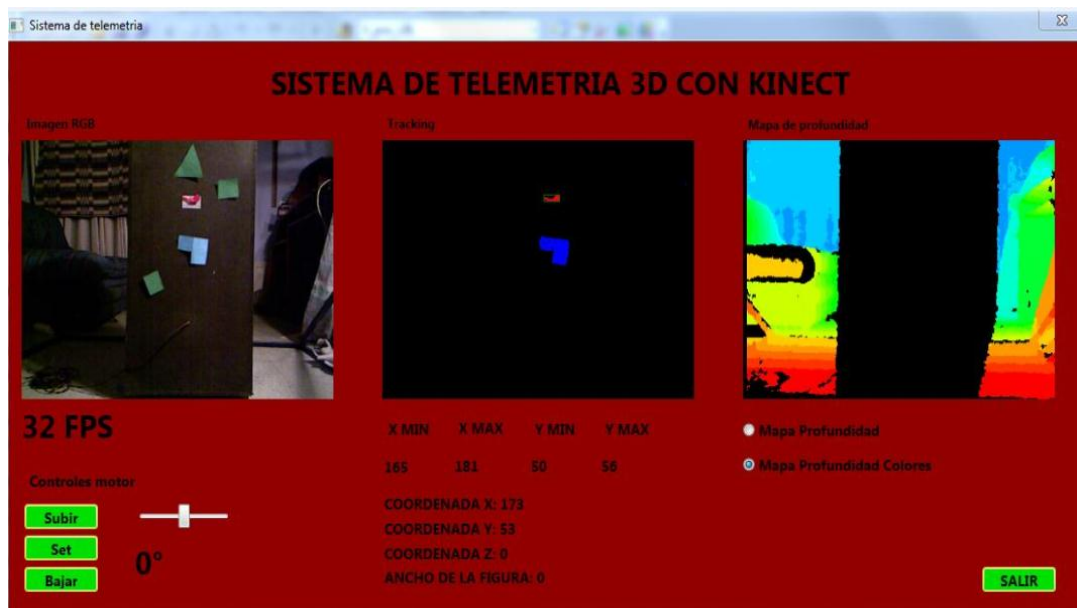 Sistema de telemetria
SISTEMA DE TELEMETRIA 3D CON KINECT
Imagen RGB
Tracking
Mapa de profundidad
32 FPS
X MIN X MAX Y MIN Y MAX
165 181 50 56
Mapa Profundidad
Mapa Profundidad Colores
Controles motor
Subir
Set
Bajar
0°
COORDENADA X: 173
COORDENADA Y: 53
COORDENADA Z: 0
ANCHO DE LA FIGURA: 0
SALIR